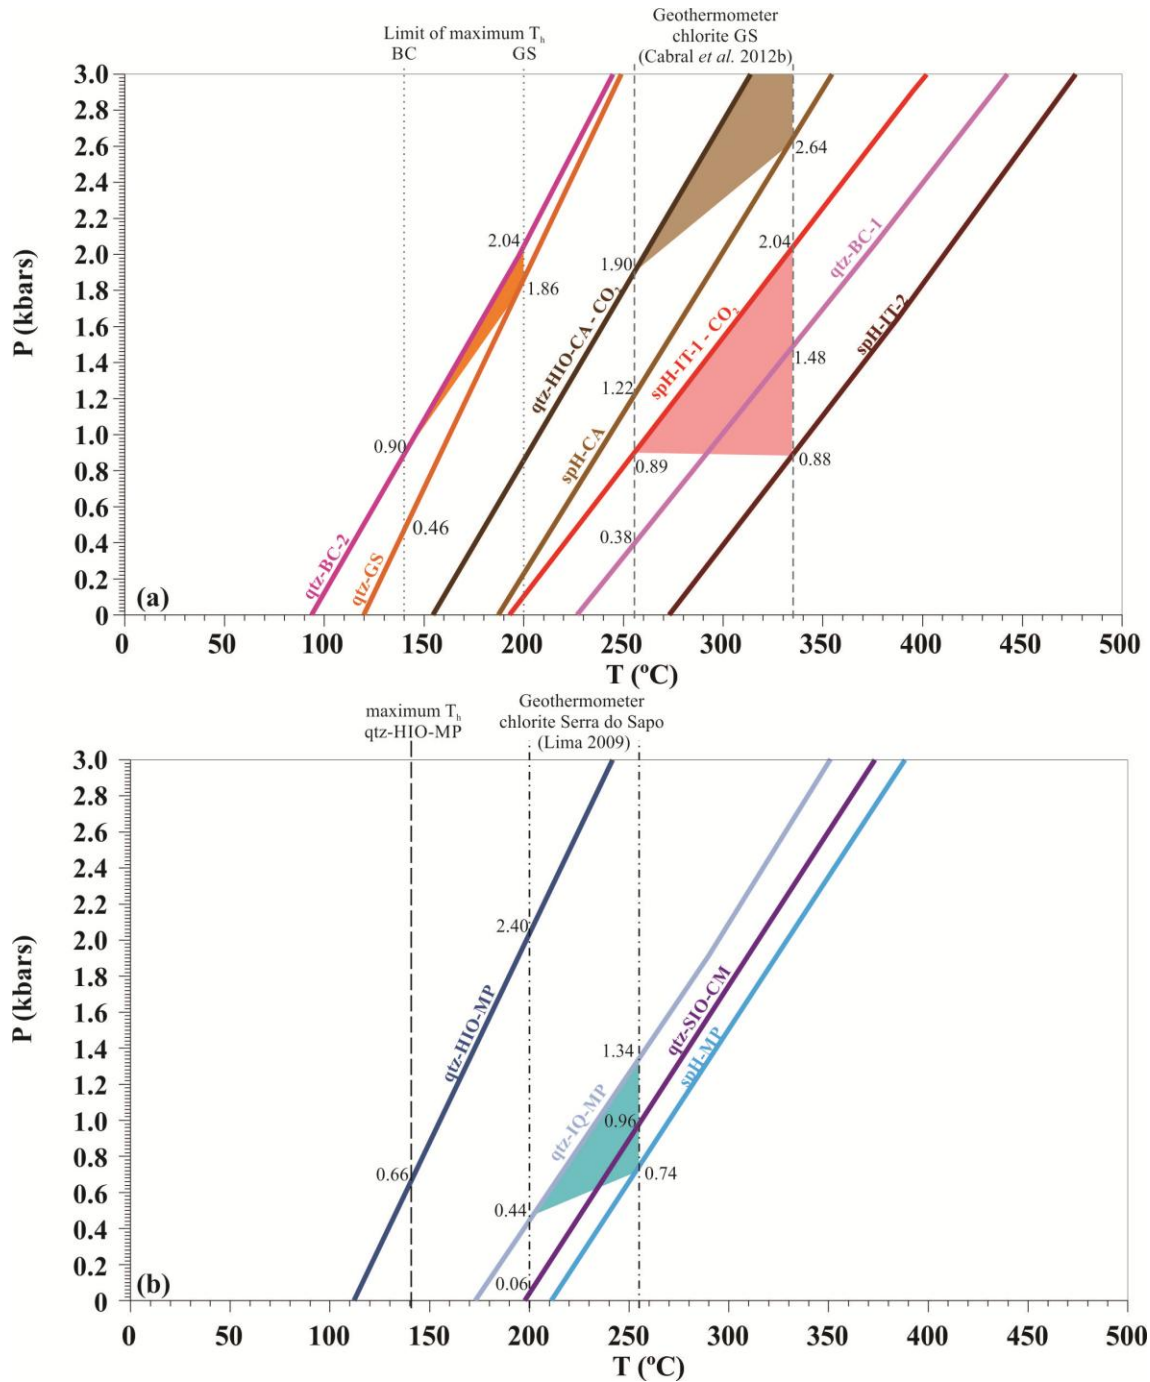 Limit of maximum Th
BC
GS
Geothermometer
chlorite GS
(Cabral et al. 2012b)
3.0
2.8
2.6
2.4
2.2
2.0
1.8
1.6
1.4
1.2
1.0
0.8
0.6
0.4
0.2
0
P (kbars)
2.64
2.04
2.04
1.90
1.86
1.48
1.22
0.90
0.89
0.88
0.46
0.38
qtz-BC-2
qtz-GS
qtz-HIO-CA - CO2
spH-CA
spH-IT-1 - CO2
qtz-BC-1
spH-IT-2
(a)
0 50 100 150 200 250 300 350 400 450 500
T (ºC)
maximum Th
qtz-HIO-MP
Geothermometer
chlorite Serra do Sapo
(Lima 2009)
3.0
2.8
2.6
2.4
2.2
2.0
1.8
1.6
1.4
1.2
1.0
0.8
0.6
0.4
0.2
0
P (kbars)
2.40
1.34
0.96
0.74
0.66
0.44
0.06
qtz-HIO-MP
qtz-IQ-MP
qtz-SIO-CM
spH-MP
(b)
0 50 100 150 200 250 300 350 400 450 500
T (ºC)